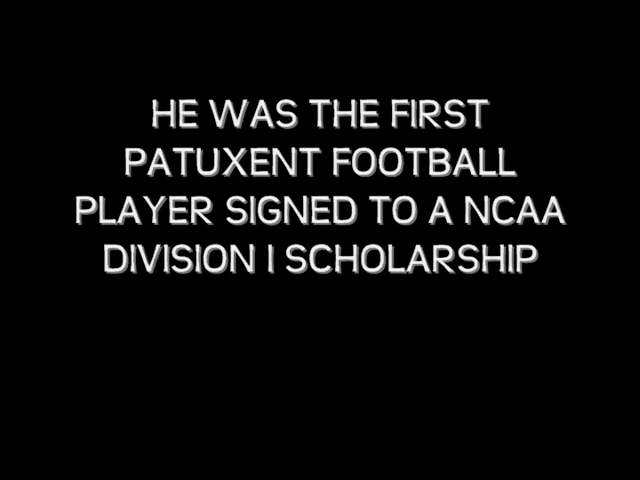 HE WAS THE FIRST
PATUXENT FOOTBALL
PLAYER SIGNED TO A NCAA
DIVISION I SCHOLARSHIP